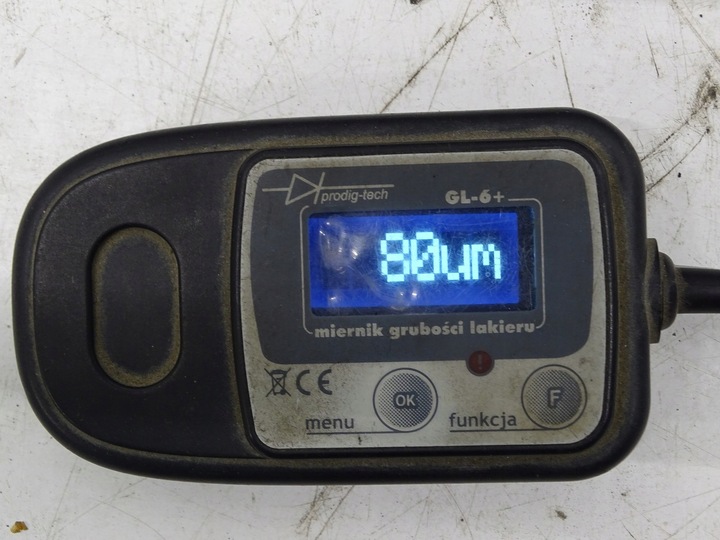 prodig-tech
GL-6+
80um
miernik grubości lakieru
CE
OK
F
menu
funkcja